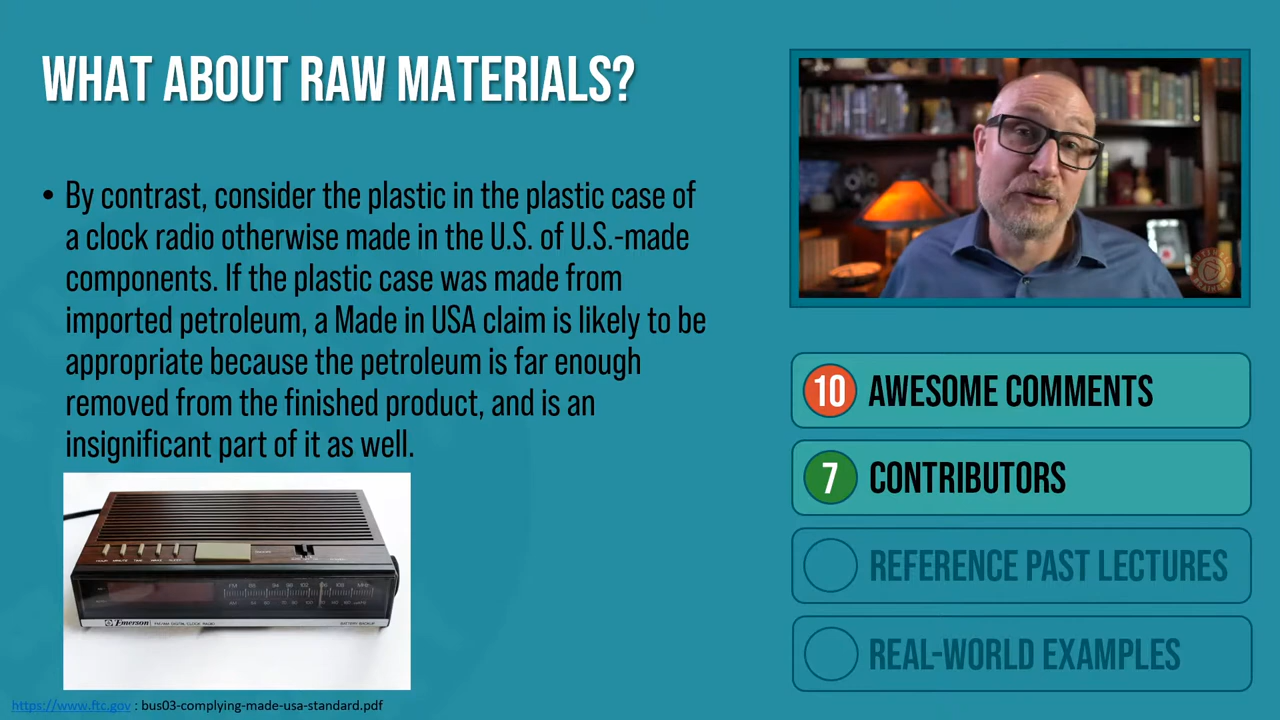 WHAT ABOUT RAW MATERIALS?
• By contrast, consider the plastic in the plastic case of
a clock radio otherwise made in the U.S. of U.S.-made
components. If the plastic case was made from
imported petroleum, a Made in USA claim is likely to be
appropriate because the petroleum is far enough
removed from the finished product, and is an
insignificant part of it as well.
Emerson
https://www.ftc.gov : bus03-complying-made-usa-standard.pdf
10 AWESOME COMMENTS
7 CONTRIBUTORS
REFERENCE PAST LECTURES
REAL-WORLD EXAMPLES